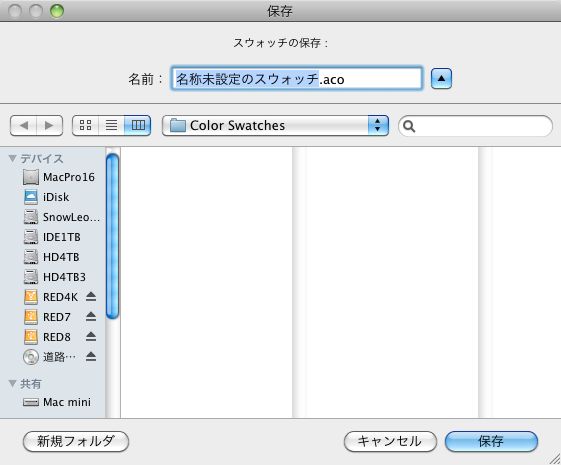 保存
スウォッチの保存：
名前： 名称未設定のスウォッチ.aco
Color Swatches
デバイス
MacPro16
iDisk
SnowLeo...
IDE1TB
HD4TB
HD4TB3
RED4K
RED7
RED8
道路…
共有
Mac mini
新規フォルダ キャンセル 保存